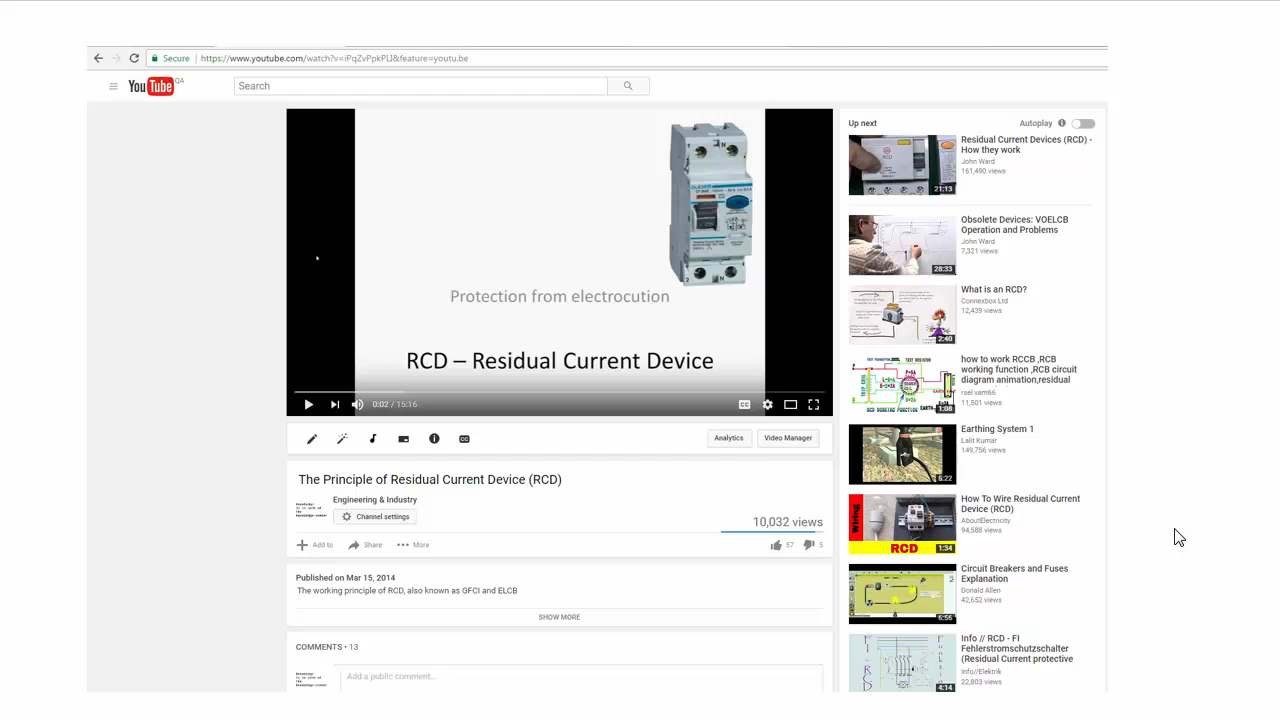 Secure
https://www.youtube.com/watch?v=iPqZvPpkPLI&feature=youtu.be
YouTube QA
Search
Protection from electrocution
RCD – Residual Current Device
0:02 / 15:16
Analytics
Video Manager
The Principle of Residual Current Device (RCD)
Engineering & Industry
Channel settings
10,032 views
Add to
Share
More
57
5
Published on Mar 15, 2014
The working principle of RCD, also known as GFCI and ELCB
SHOW MORE
COMMENTS • 13
Add a public comment...
Up next
Autoplay
RCD
21:13
Residual Current Devices (RCD) -
How they work
John Ward
161,490 views
28:33
Obsolete Devices: VOELCB
Operation and Problems
John Ward
7,321 views
2:40
What is an RCD?
Connexbox Ltd
12,439 views
1:08
how to work RCCB ,RCB
working function ,RCB circuit
diagram animation,residual
rsel vam66
11,501 views
5:22
Earthing System 1
Lalit Kumar
149,756 views
Wiring
RCD
1:34
How To Wire Residual Current
Device (RCD)
AboutElectricity
94,588 views
6:56
Circuit Breakers and Fuses
Explanation
Donald Allen
42,652 views
4:14
Info // RCD - FI
Fehlerstromschutzschalter
(Residual Current protective
Info//Elektrik
22,803 views